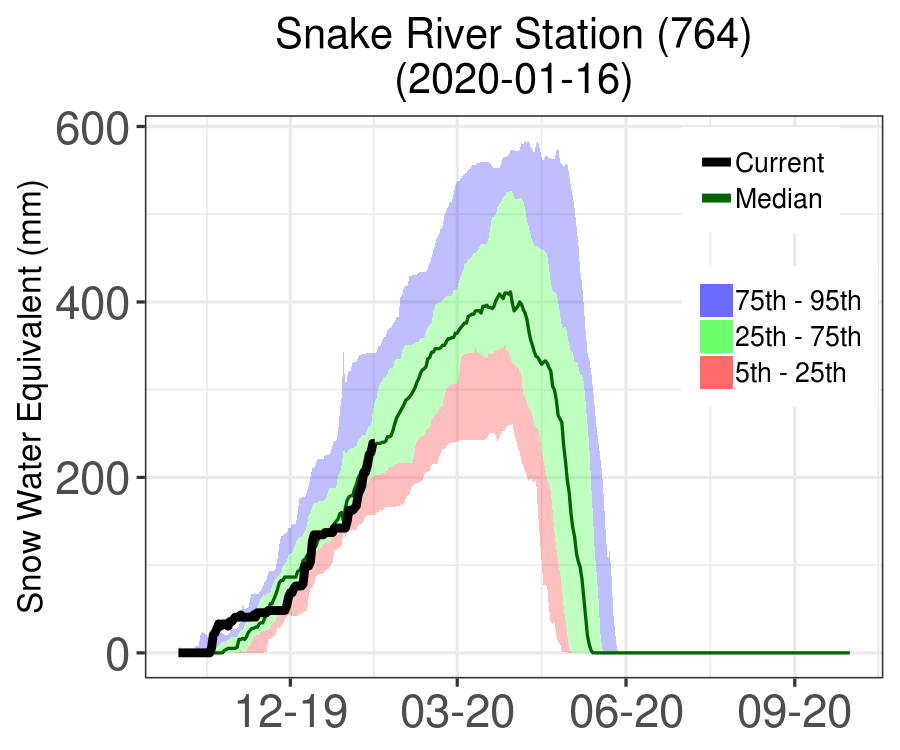 Snake River Station (764)
(2020-01-16)
Snow Water Equivalent (mm)
600
400
200
0
12-19
03-20
06-20
09-20
Current
Median
75th - 95th
25th - 75th
5th - 25th